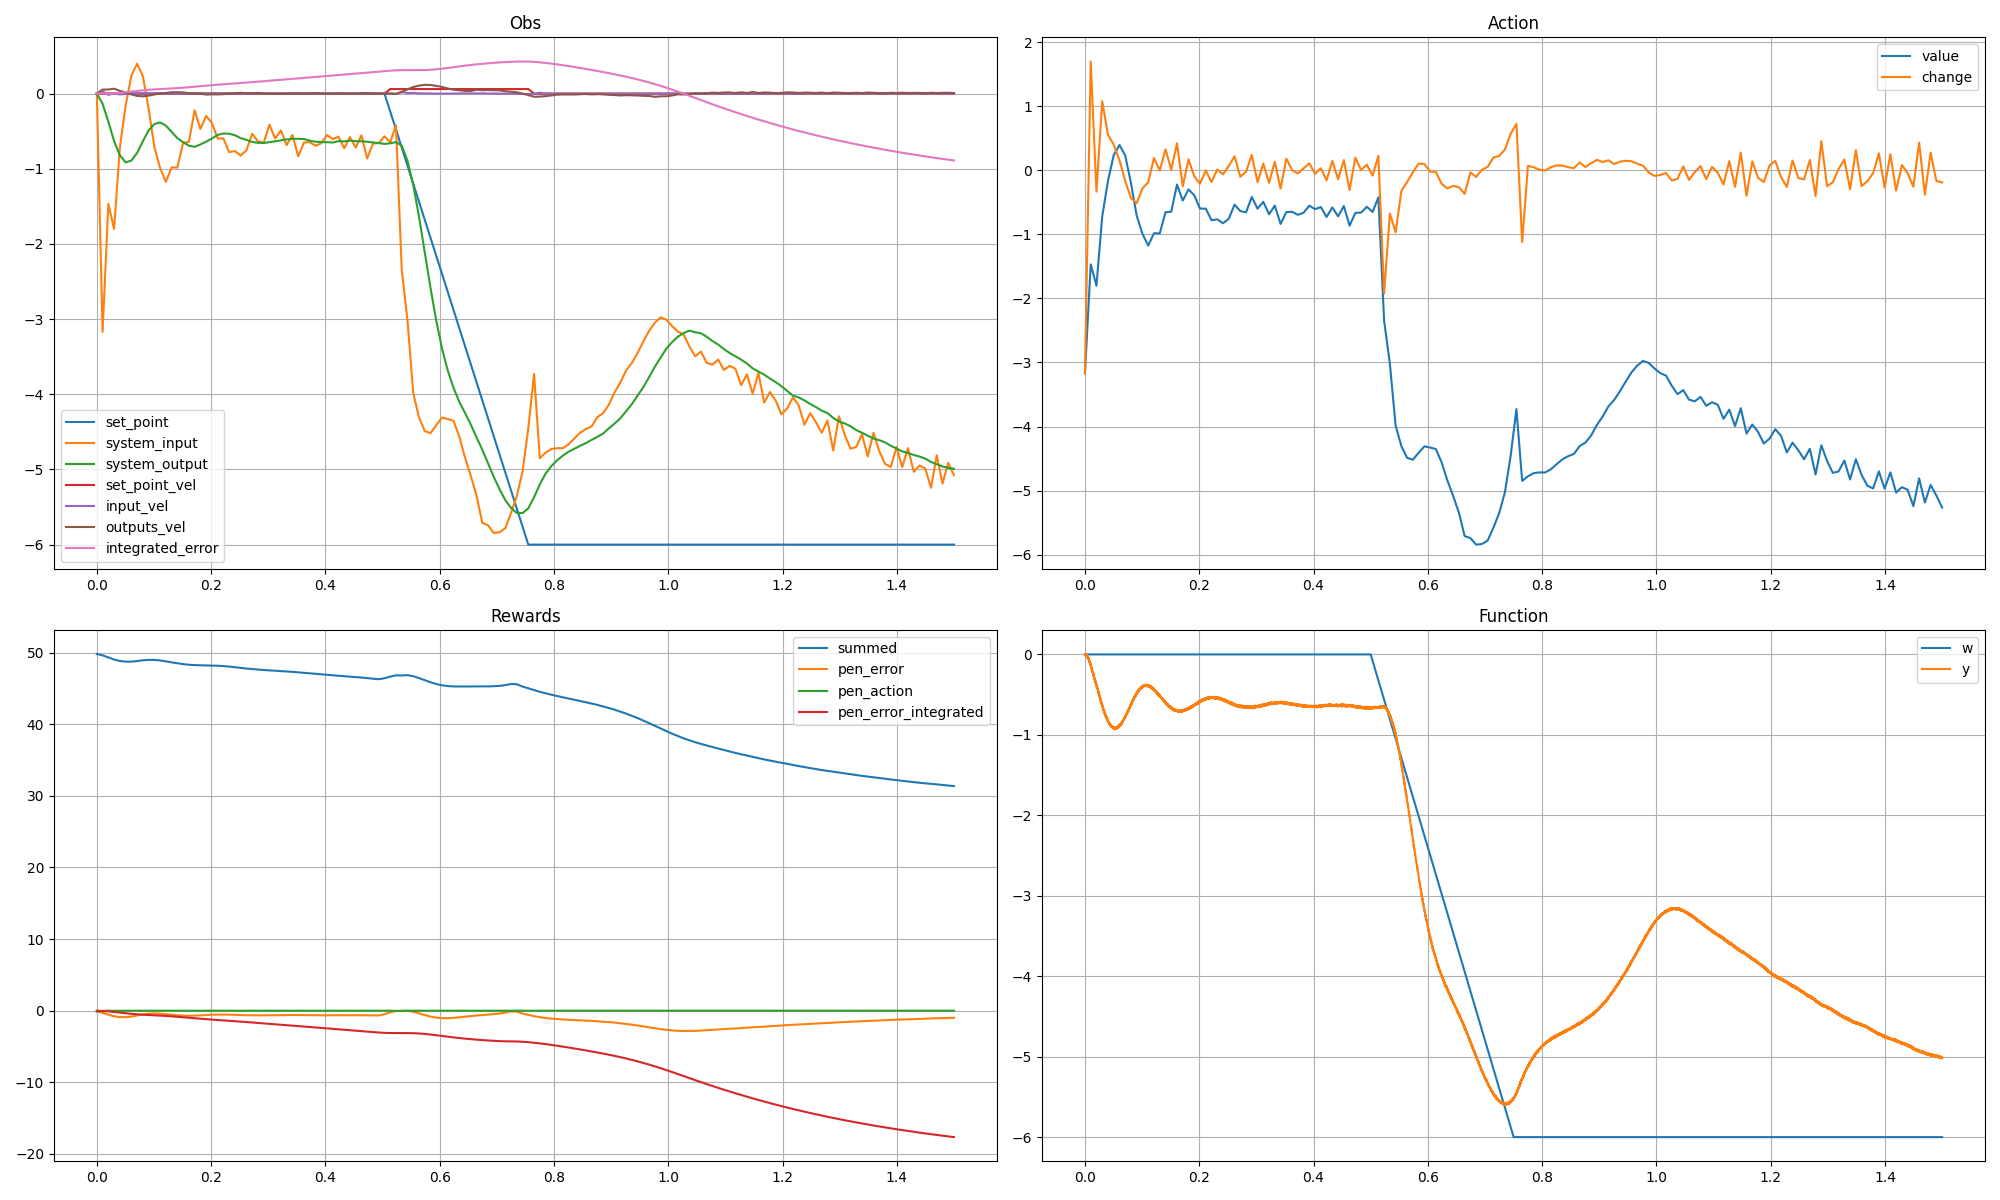 Obs
0
−1
−2
−3
−4
−5
−6
set_point
system_input
system_output
set_point_vel
input_vel
outputs_vel
integrated_error
0.0 0.2 0.4 0.6 0.8 1.0 1.2 1.4
Action
2
1
0
−1
−2
−3
−4
−5
−6
value
change
0.0 0.2 0.4 0.6 0.8 1.0 1.2 1.4
Rewards
50
40
30
20
10
0
−10
−20
summed
pen_error
pen_action
pen_error_integrated
0.0 0.2 0.4 0.6 0.8 1.0 1.2 1.4
Function
0
−1
−2
−3
−4
−5
−6
w
y
0.0 0.2 0.4 0.6 0.8 1.0 1.2 1.4